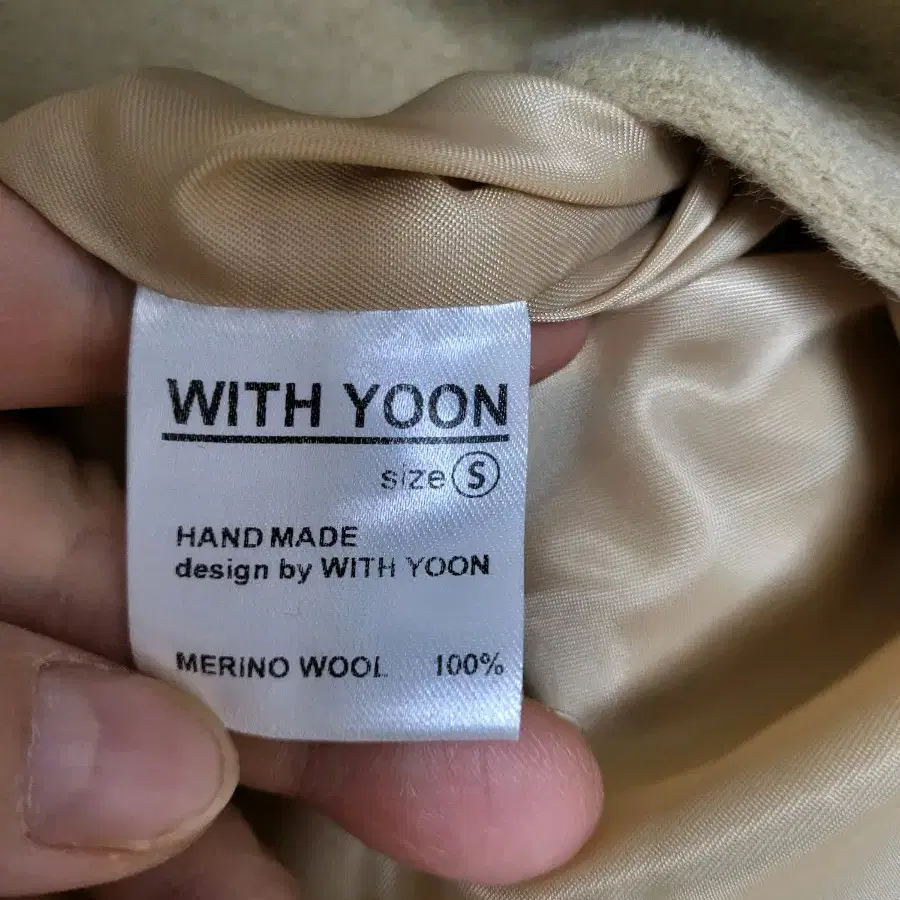 WITH YOON
size Ⓢ
HAND MADE
design by WITH YOON
MERINO WOOL 100%